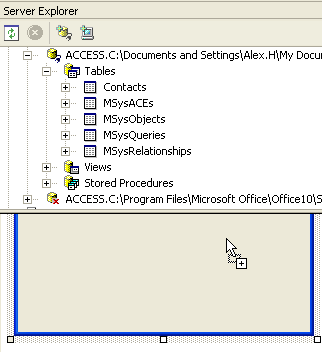 Server Explorer
ACCESS.C:\Documents and Settings\Alex.H\My Docum
Tables
Contacts
MSysACEs
MSysObjects
MSysQueries
MSysRelationships
Views
Stored Procedures
ACCESS.C:\Program Files\Microsoft Office\Office10\S